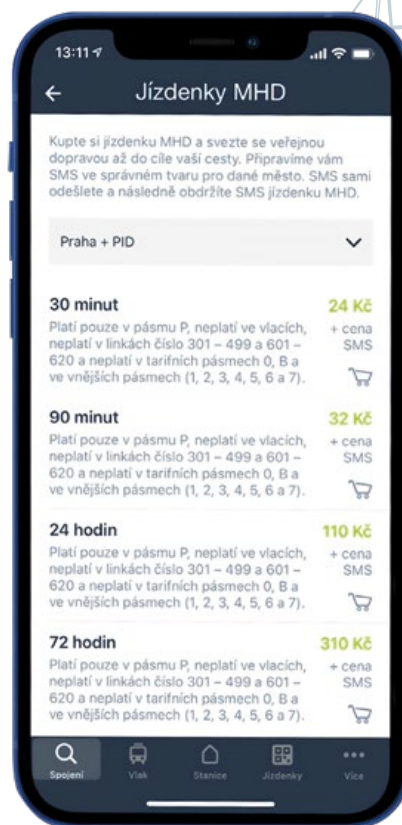 13:11
Jízdenky MHD
Kupte si jízdenku MHD a svezte se veřejnou
dopravou až do cíle vaší cesty. Připravíme vám
SMS ve správném tvaru pro dané město. SMS sami
odešlete a následně obdržíte SMS jízdenku MHD.
Praha + PID
30 minut 24 Kč
Platí pouze v pásmu P, neplatí ve vlacích, + cena
neplatí v linkách číslo 301 – 499 a 601 – SMS
620 a neplatí v tarifních pásmech 0, B a
ve vnějších pásmech (1, 2, 3, 4, 5, 6 a 7).
90 minut 32 Kč
Platí pouze v pásmu P, neplatí ve vlacích, + cena
neplatí v linkách číslo 301 – 499 a 601 – SMS
620 a neplatí v tarifních pásmech 0, B a
ve vnějších pásmech (1, 2, 3, 4, 5, 6 a 7).
24 hodin 110 Kč
Platí pouze v pásmu P, neplatí ve vlacích, + cena
neplatí v linkách číslo 301 – 499 a 601 – SMS
620 a neplatí v tarifních pásmech 0, B a
ve vnějších pásmech (1, 2, 3, 4, 5, 6 a 7).
72 hodin 310 Kč
Platí pouze v pásmu P, neplatí ve vlacích, + cena
neplatí v linkách číslo 301 – 499 a 601 – SMS
620 a neplatí v tarifních pásmech 0, B a
ve vnějších pásmech (1, 2, 3, 4, 5, 6 a 7).
Spojení Vlak Stanice Jízdenky Více